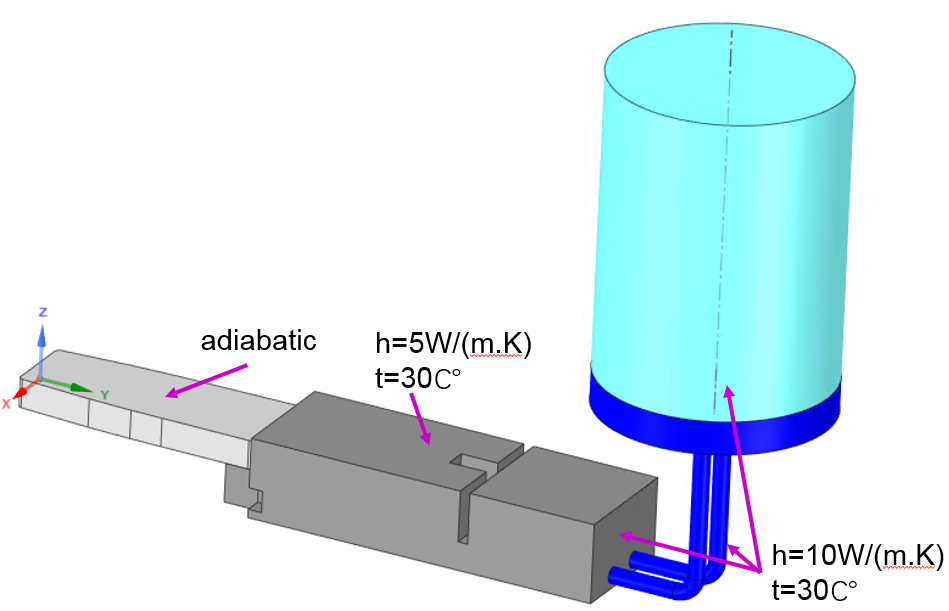 Z
adiabatic
h=5W/(m.K)
t=30C°
Y
X
h=10W/(m.K)
t=30C°